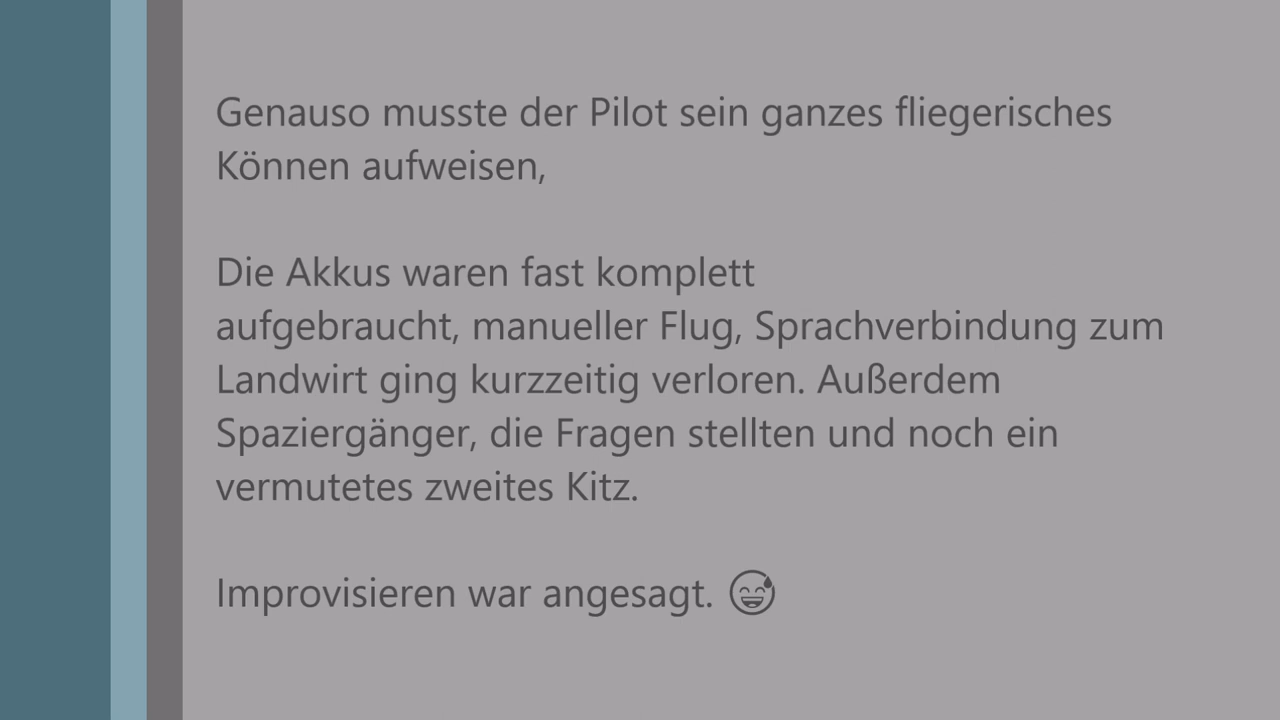 Genauso musste der Pilot sein ganzes fliegerisches
Können aufweisen,
Die Akkus waren fast komplett
aufgebraucht, manueller Flug, Sprachverbindung zum
Landwirt ging kurzzeitig verloren. Außerdem
Spaziergänger, die Fragen stellten und noch ein
vermutetes zweites Kitz.
Improvisieren war angesagt. 😅